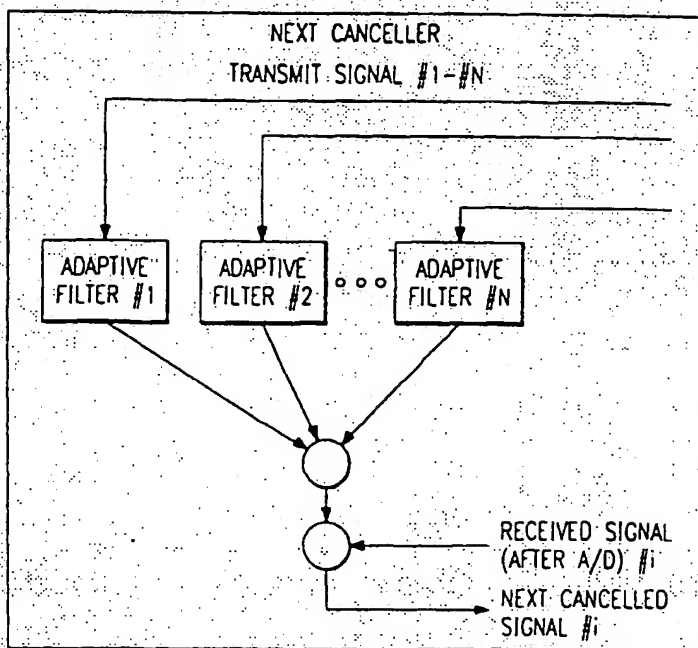 NEXT CANCELLER
TRANSMIT SIGNAL #1-#N
ADAPTIVE
FILTER #1
ADAPTIVE
FILTER #2
ADAPTIVE
FILTER #N
RECEIVED SIGNAL
(AFTER A/D) #i
NEXT CANCELLED
SIGNAL #i